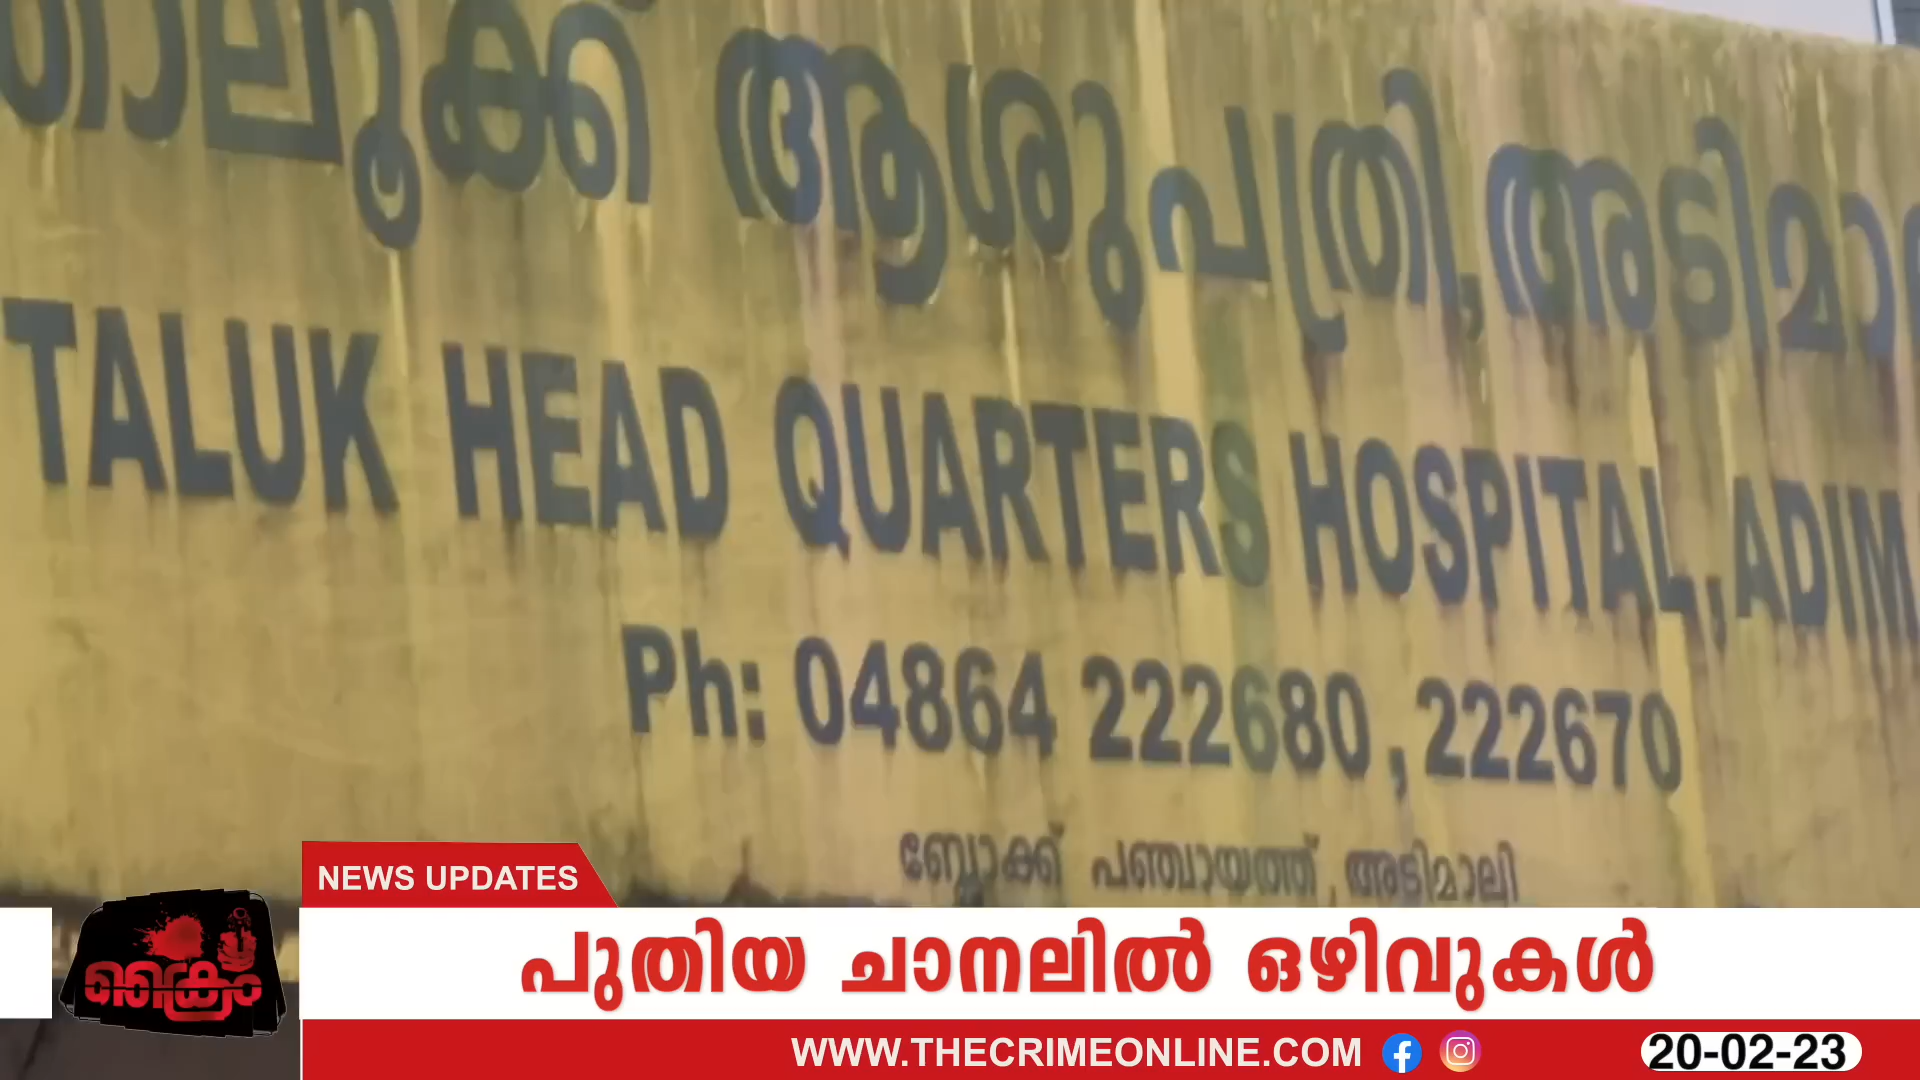 താലൂക്ക് ആശുപത്രി, അടിമാ
TALUK HEAD QUARTERS HOSPITAL, ADIM
Ph: 04864 222680, 222670
ബ്ലോക്ക് പഞ്ചായത്ത്, അടിമാലി
NEWS UPDATES
ക്രൈം
പുതിയ ചാനലിൽ ഒഴിവുകൾ
WWW.THECRIMEONLINE.COM
20-02-23